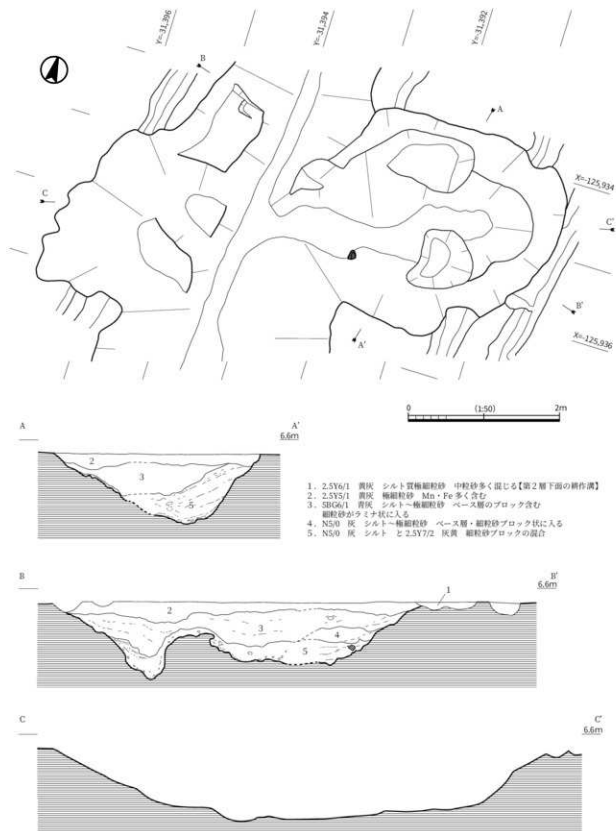 Y=-31,396
Y=-31,394
Y=-31,392
B
A
C
X=-125,934
C'
B'
A'
X=-125,936
0 (1:50) 2m
A A'
6.6m
2
3
5
1. 2.5Y6/1 黄灰 シルト質極細粒砂 中粒砂多く混じる【第2層下面の耕作溝】
2. 2.5Y5/1 黄灰 極細粒砂 Mn・Fe多く含む
3. 5BG6/1 青灰 シルト~極細粒砂 ベース層のブロック含む
細粒砂がラミナ状に入る
4. N5/0 灰 シルト~極細粒砂 ベース層・細粒砂ブロック状に入る
5. N5/0 灰 シルト と2.5Y7/2 灰黄 細粒砂ブロックの混合
B B'
6.6m
1
2
3
4
5
5
C C'
6.6m